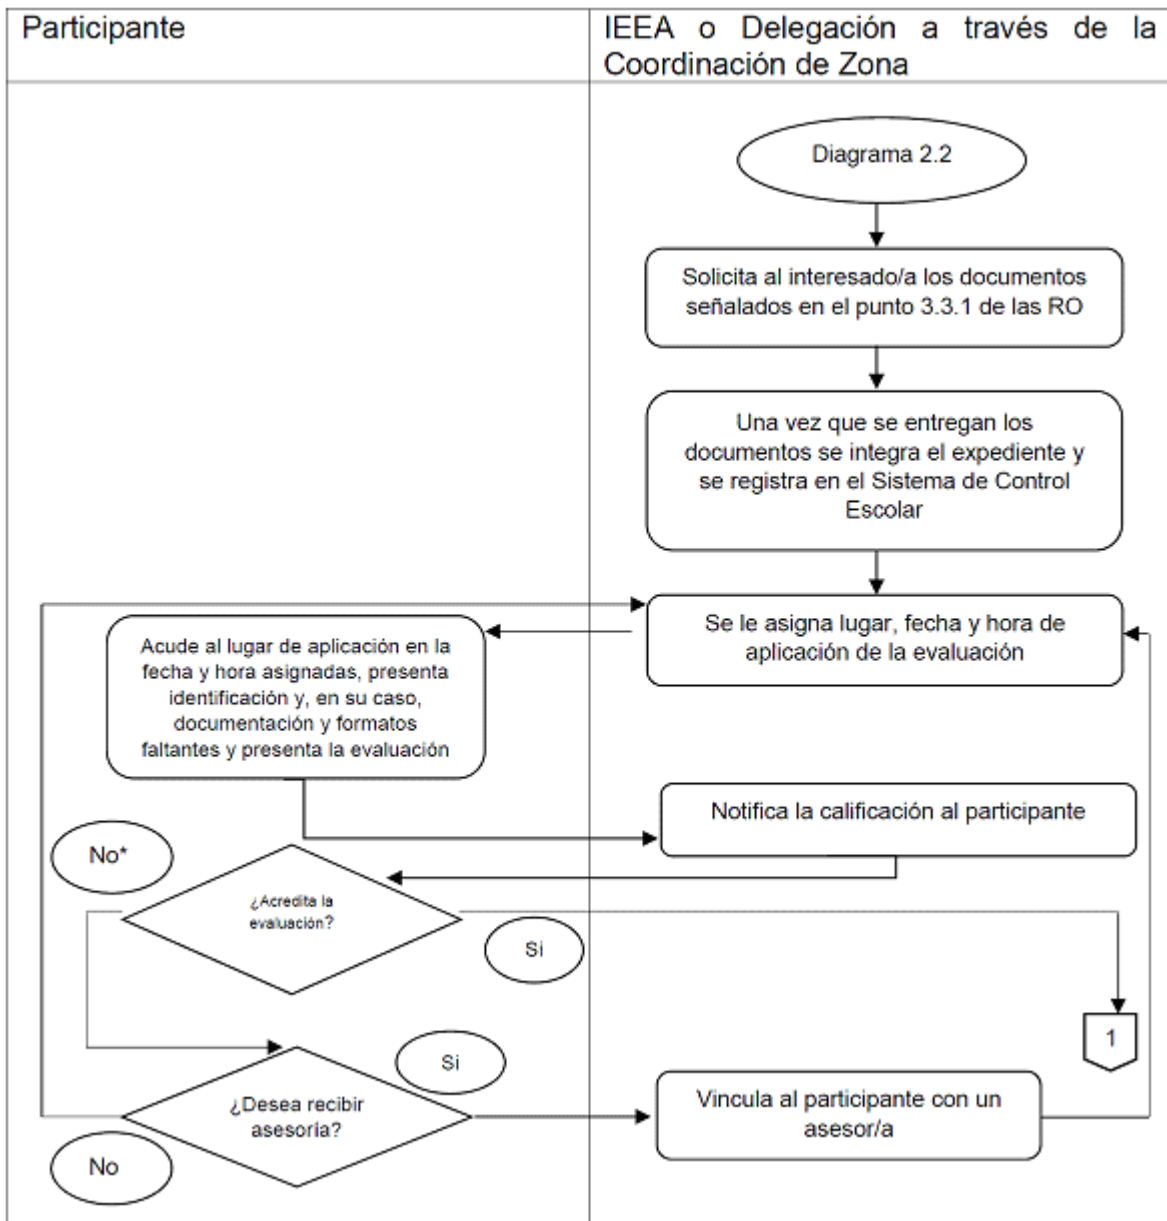 Participante
IEEA o Delegación a través de la
Coordinación de Zona
Diagrama 2.2
Solicita al interesado/a los documentos
señalados en el punto 3.3.1 de las RO
Una vez que se entregan los
documentos se integra el expediente y
se registra en el Sistema de Control
Escolar
Se le asigna lugar, fecha y hora de
aplicación de la evaluación
Acude al lugar de aplicación en la
fecha y hora asignadas, presenta
identificación y, en su caso,
documentación y formatos
faltantes y presenta la evaluación
Notifica la calificación al participante
No*
¿Acredita la
evaluación?
Si
1
Si
¿Desea recibir
asesoría?
Vincula al participante con un
asesor/a
No